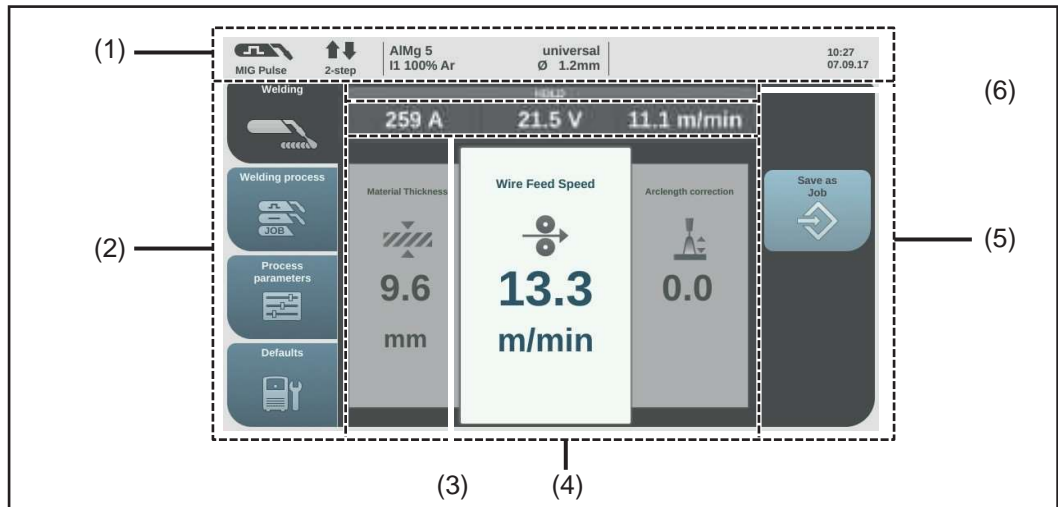 (1)
MIG Pulse
2-step
AlMg 5 universal
I1 100% Ar Ø 1.2mm
10:27
07.09.17
(6)
Welding
HOLD
259 A 21.5 V 11.1 m/min
Welding process
JOB
Material Thickness
Wire Feed Speed
Arclength correction
Save as
Job
(2)
(5)
Process
parameters
9.6
mm
13.3
m/min
0.0
Defaults
(3)
(4)